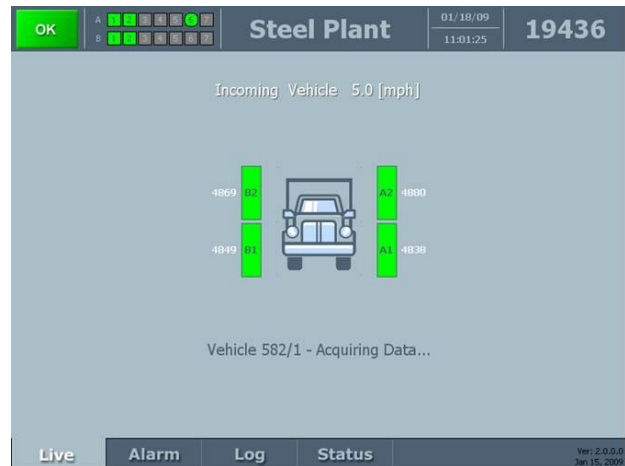 OK
A 1 2 3 4 5 6 7
B 1 2 3 4 5 6 7
Steel Plant
01/18/09
11:01:25
19436
Incoming Vehicle 5.0 [mph]
4869 B2
A2 4880
4849 B1
A1 4838
Vehicle 582/1 - Acquiring Data...
Live
Alarm
Log
Status
Ver: 2.0.0.0
Jan 15, 2009